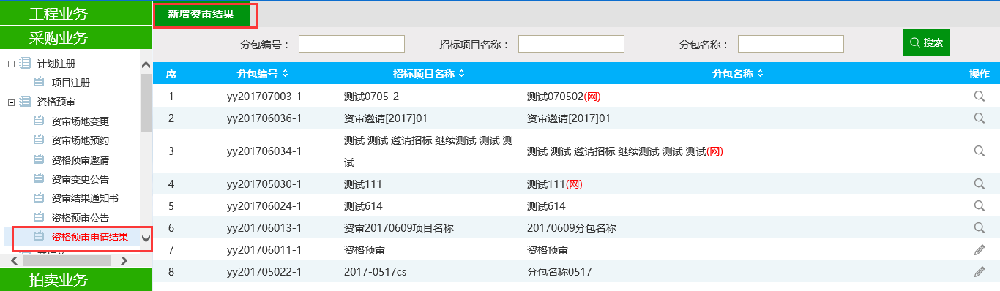 工程业务
采购业务
计划注册
项目注册
资格预审
资审场地变更
资审场地预约
资格预审邀请
资审变更公告
资审结果通知书
资格预审公告
资格预审申请结果
拍卖业务
新增资审结果
分包编号： 招标项目名称： 分包名称： 搜索
序 分包编号 招标项目名称 分包名称 操作
1 yy201707003-1 测试0705-2 测试070502(网)
2 yy201706036-1 资审邀请[2017]01 资审邀请[2017]01
3 yy201706034-1 测试 测试 邀请招标 继续测试 测试 测 测试 测试 邀请招标 继续测试 测试 测试(网)
试
4 yy201705030-1 测试111 测试111(网)
5 yy201706024-1 测试614 测试614
6 yy201706013-1 资审20170609项目名称 20170609分包名称
7 yy201706011-1 资格预审 资格预审
8 yy201705022-1 2017-0517cs 分包名称0517